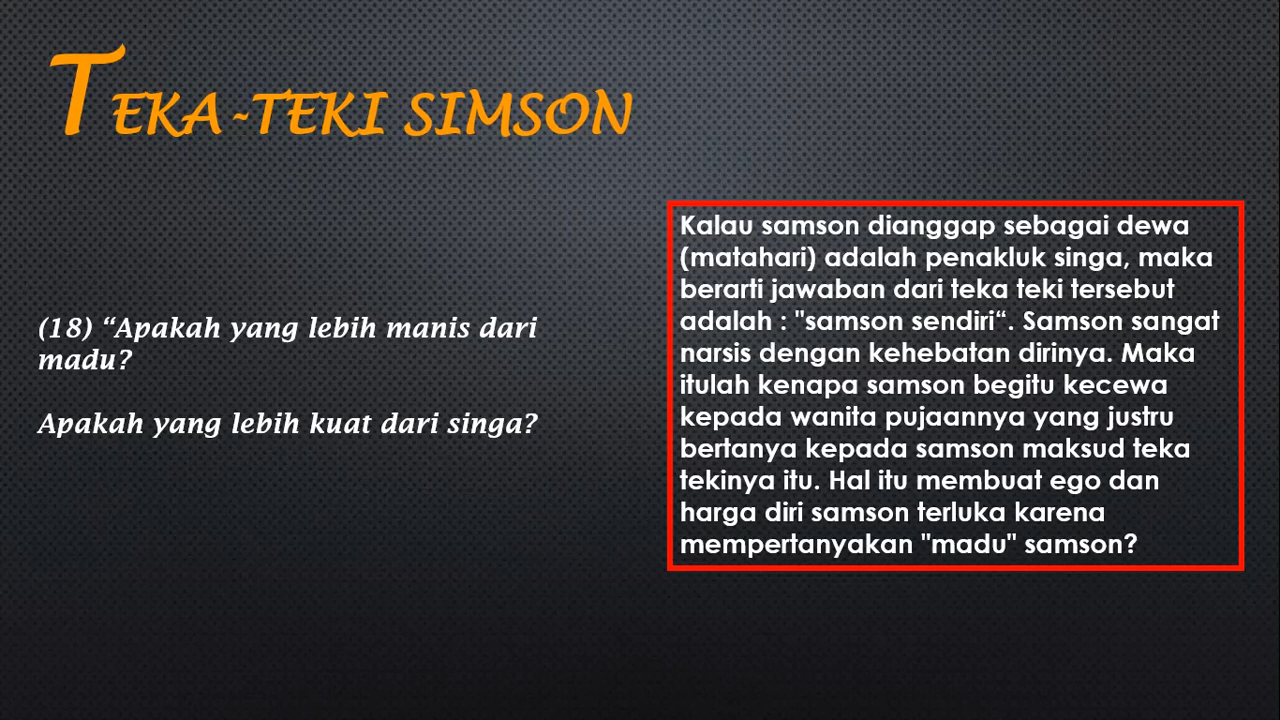 TEKA-TEKI SIMSON
(18) “Apakah yang lebih manis dari
madu?
Apakah yang lebih kuat dari singa?
Kalau samson dianggap sebagai dewa
(matahari) adalah penakluk singa, maka
berarti jawaban dari teka teki tersebut
adalah : "samson sendiri“. Samson sangat
narsis dengan kehebatan dirinya. Maka
itulah kenapa samson begitu kecewa
kepada wanita pujaannya yang justru
bertanya kepada samson maksud teka
tekinya itu. Hal itu membuat ego dan
harga diri samson terluka karena
mempertanyakan "madu" samson?